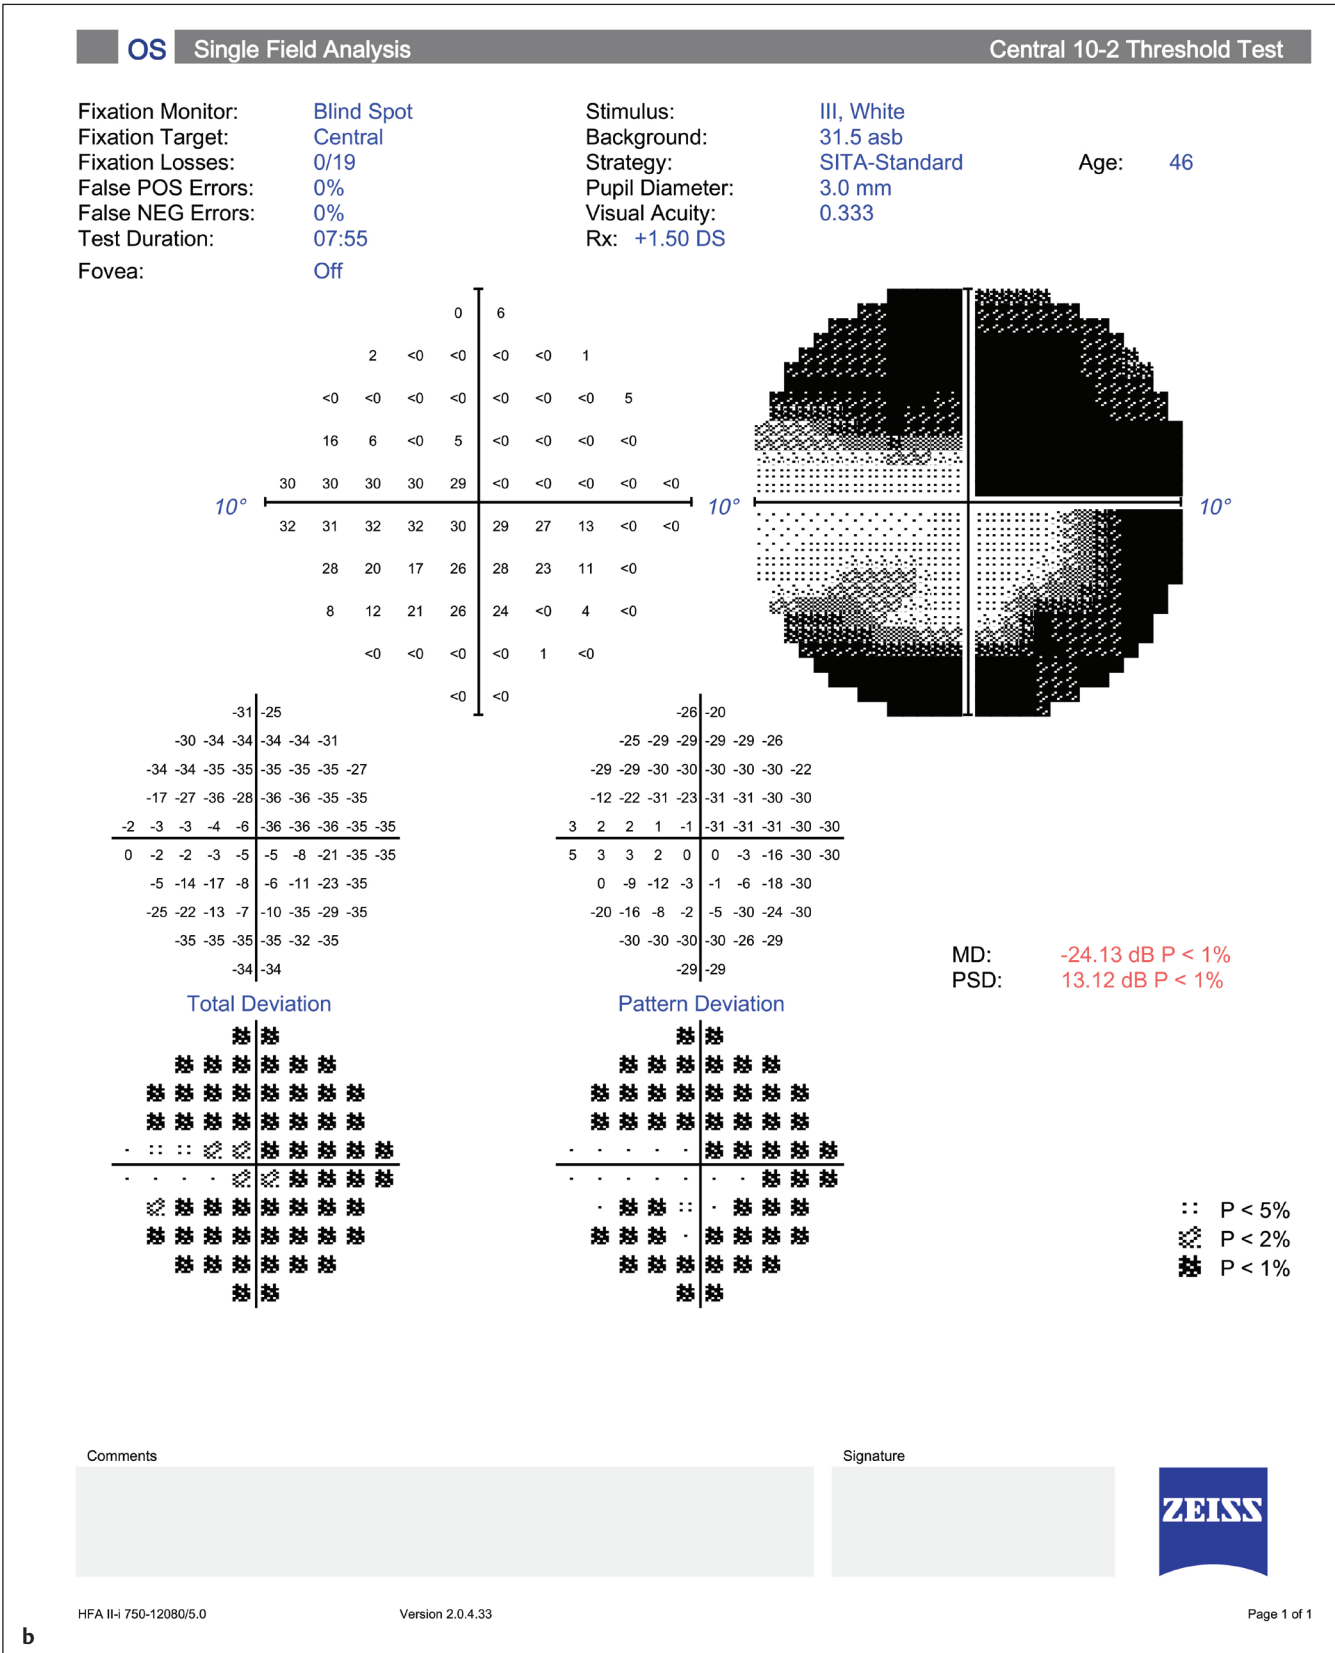 OS Single Field Analysis Central 10-2 Threshold Test
Fixation Monitor: Blind Spot Stimulus: III, White
Fixation Target: Central Background: 31.5 asb
Fixation Losses: 0/19 Strategy: SITA-Standard Age: 46
False POS Errors: 0% Pupil Diameter: 3.0 mm
False NEG Errors: 0% Visual Acuity: 0.333
Test Duration: 07:55 Rx: +1.50 DS
Fovea: Off
0 6
2 <0 <0 <0 <0 1
<0 <0 <0 <0 <0 <0 <0 5
16 6 <0 5 <0 <0 <0 <0
30 30 30 30 29 <0 <0 <0 <0 <0
10° 10° 10°
32 31 32 32 30 29 27 13 <0 <0
28 20 17 26 28 23 11 <0
8 12 21 26 24 <0 4 <0
<0 <0 <0 <0 1 <0
<0 <0
-31 -25 -26 -20
-30 -34 -34 -34 -34 -31 -25 -29 -29 -29 -29 -26
-34 -34 -35 -35 -35 -35 -35 -27 -29 -29 -30 -30 -30 -30 -30 -22
-17 -27 -36 -28 -36 -36 -35 -35 -12 -22 -31 -23 -31 -31 -30 -30
-2 -3 -3 -4 -6 -36 -36 -36 -35 -35 3 2 2 1 -1 -31 -31 -31 -30 -30
0 -2 -2 -3 -5 -5 -8 -21 -35 -35 5 3 3 2 0 0 -3 -16 -30 -30
-5 -14 -17 -8 -6 -11 -23 -35 0 -9 -12 -3 -1 -6 -18 -30
-25 -22 -13 -7 -10 -35 -29 -35 -20 -16 -8 -2 -5 -30 -24 -30
-35 -35 -35 -35 -32 -35 -30 -30 -30 -30 -26 -29
-34 -34 -29 -29
MD: -24.13 dB P < 1%
PSD: 13.12 dB P < 1%
Total Deviation Pattern Deviation
P < 5%
P < 2%
P < 1%
Comments Signature
ZEISS
HFA II-i 750-12080/5.0 Version 2.0.4.33 Page 1 of 1
b